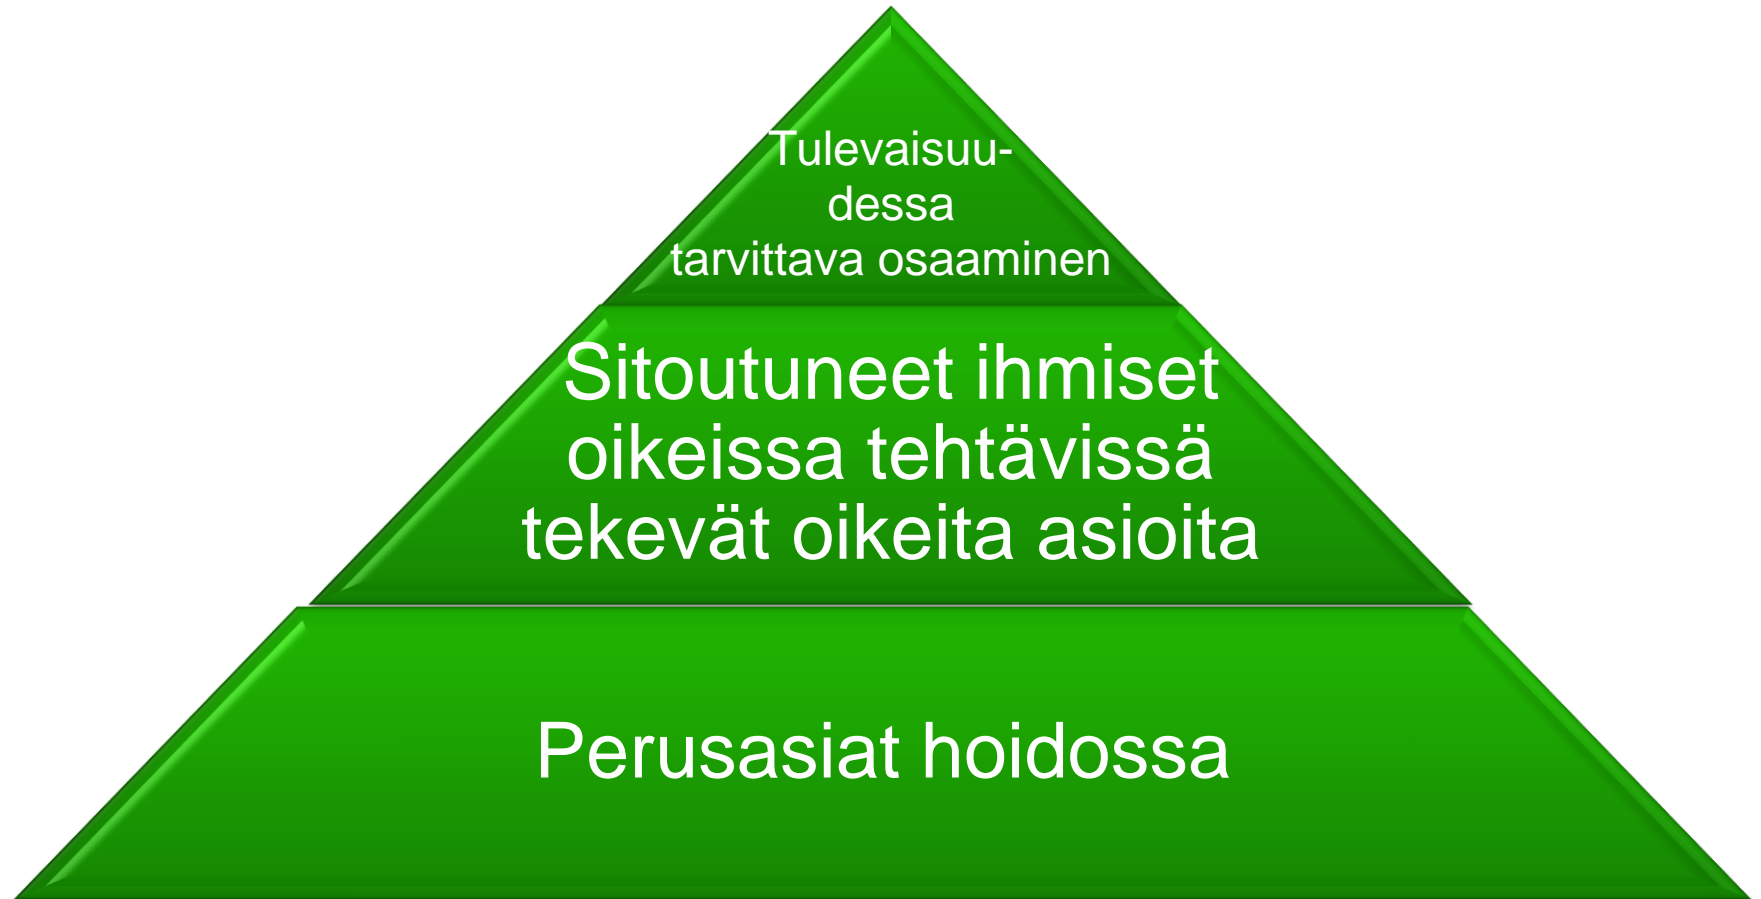 Tulevaisuu-
dessa
tarvittava osaaminen
Sitoutuneet ihmiset
oikeissa tehtävissä
tekevät oikeita asioita
Perusasiat hoidossa